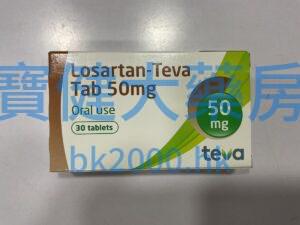 Losartan-Teva
Tab 50mg
Oral use
30 tablets
50
mg
teva
寶健大藥房
bk2000.hk